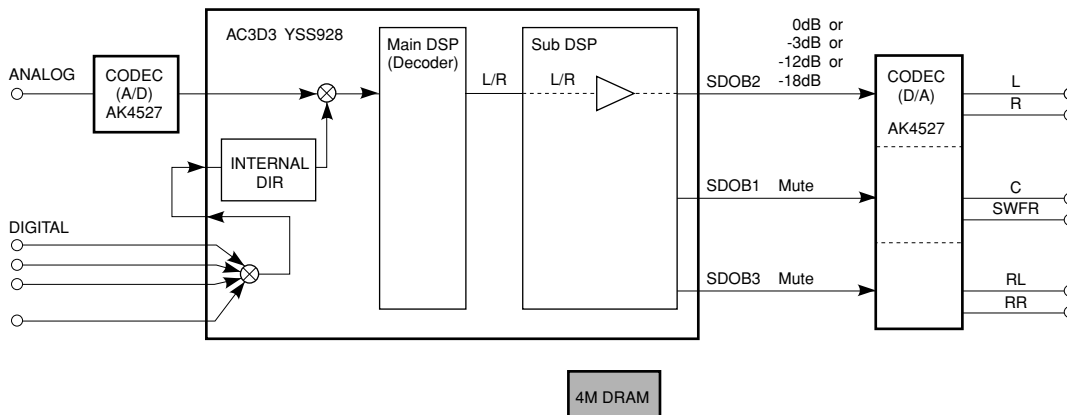 AC3D3 YSS928
Main DSP
(Decoder)
Sub DSP
0dB or
-3dB or
-12dB or
-18dB
ANALOG
CODEC
(A/D)
AK4527
L/R
L/R
SDOB2
CODEC
(D/A)
AK4527
L
R
INTERNAL
DIR
SDOB1 Mute
C
SWFR
DIGITAL
SDOB3 Mute
RL
RR
4M DRAM